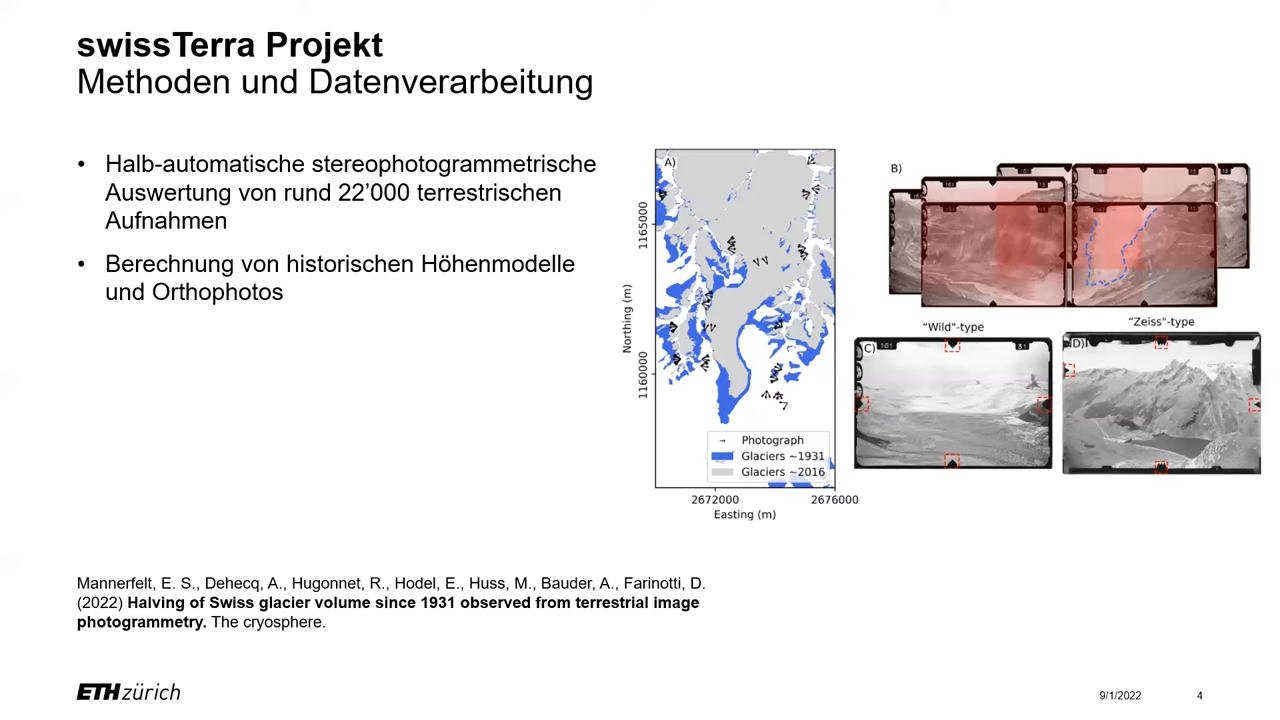 swissTerra Projekt
Methoden und Datenverarbeitung
• Halb-automatische stereophotogrammetrische
Auswertung von rund 22’000 terrestrischen
Aufnahmen
• Berechnung von historischen Höhenmodelle
und Orthophotos
A)
Northing (m)
1165000
1160000
Photograph
Glaciers ~1931
Glaciers ~2016
2672000
2676000
Easting (m)
B)
"Wild"-type
"Zeiss"-type
C)
101
31
D)
Mannerfelt, E. S., Dehecq, A., Hugonnet, R., Hodel, E., Huss, M., Bauder, A., Farinotti, D.
(2022) Halving of Swiss glacier volume since 1931 observed from terrestrial image
photogrammetry. The cryosphere.
ETH zürich
9/1/2022
4